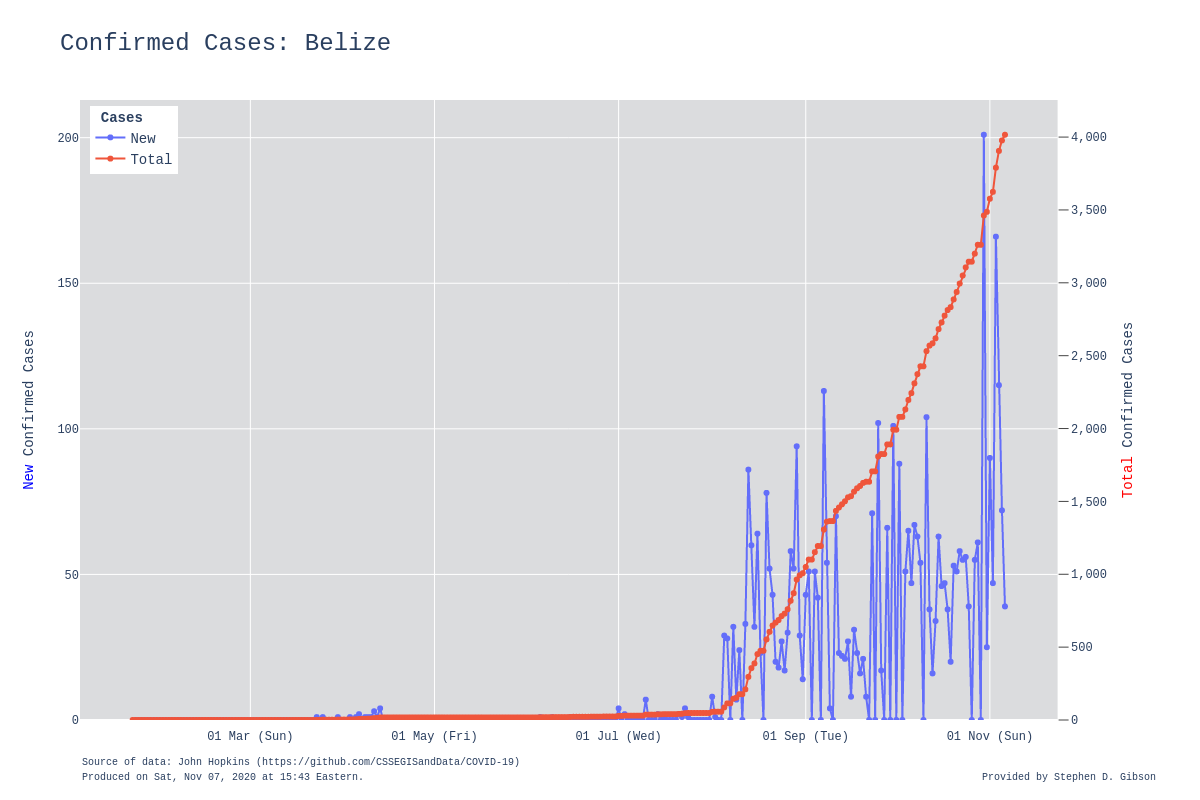 Confirmed Cases: Belize
Cases
New
Total
200
150
100
50
0
4,000
3,500
3,000
2,500
2,000
1,500
1,000
500
0
New Confirmed Cases
Total Confirmed Cases
01 Mar (Sun)
01 May (Fri)
01 Jul (Wed)
01 Sep (Tue)
01 Nov (Sun)
Source of data: John Hopkins (https://github.com/CSSEGISandData/COVID-19)
Produced on Sat, Nov 07, 2020 at 15:43 Eastern.
Provided by Stephen D. Gibson